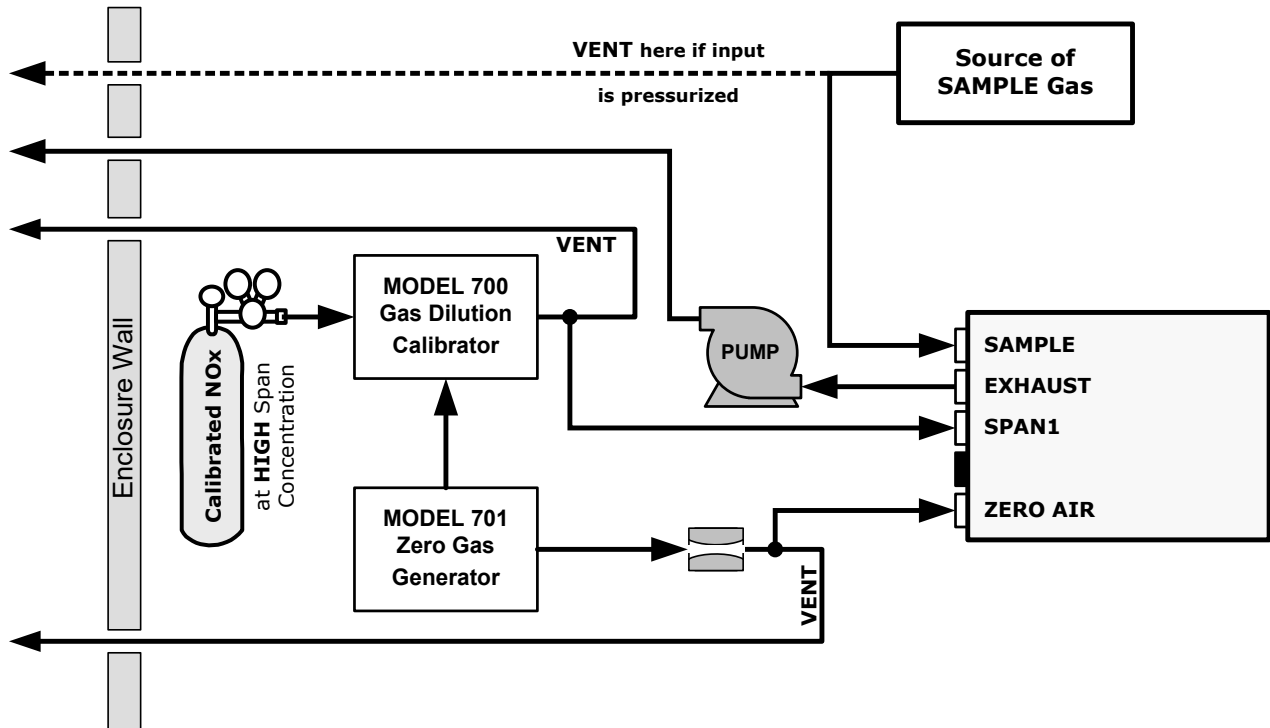 VENT here if input
is pressurized
Source of
SAMPLE Gas
VENT
MODEL 700
Gas Dilution
Calibrator
PUMP
SAMPLE
EXHAUST
SPAN1
ZERO AIR
Enclosure Wall
Calibrated NOx
at HIGH Span
Concentration
MODEL 701
Zero Gas
Generator
VENT